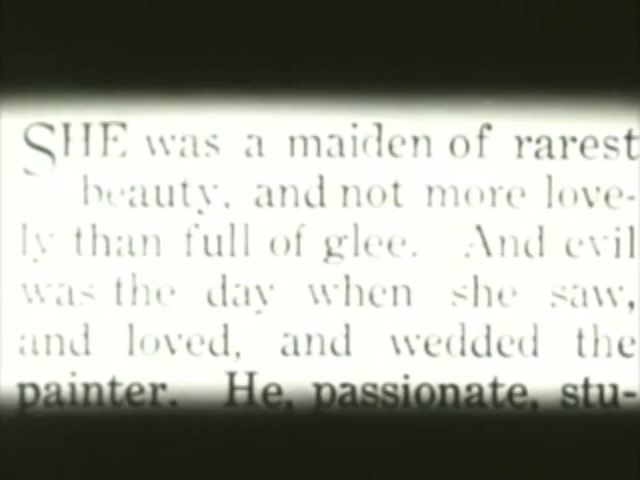 SHE was a maiden of rarest
beauty, and not more love-
ly than full of glee. And evil
was the day when she saw,
and loved, and wedded the
painter. He, passionate, stu-